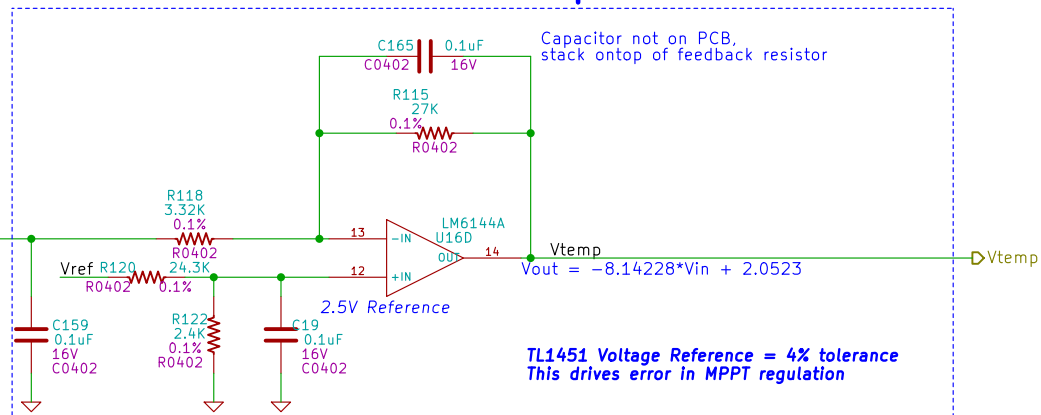 C165 0.1uF
C0402 16V
Capacitor not on PCB,
stack ontop of feedback resistor
R115
27K
0.1%
R0402
R118
3.32K
0.1%
R0402
13 -IN
LM6144A
U16D
OUT 14
12 +IN
Vtemp
Vout = -8.14228*Vin + 2.0523
Vtemp
Vref R120 24.3K
R0402 0.1%
2.5V Reference
C159
0.1uF
16V
C0402
R122
2.4K
0.1%
R0402
C19
0.1uF
16V
C0402
TL1451 Voltage Reference = 4% tolerance
This drives error in MPPT regulation